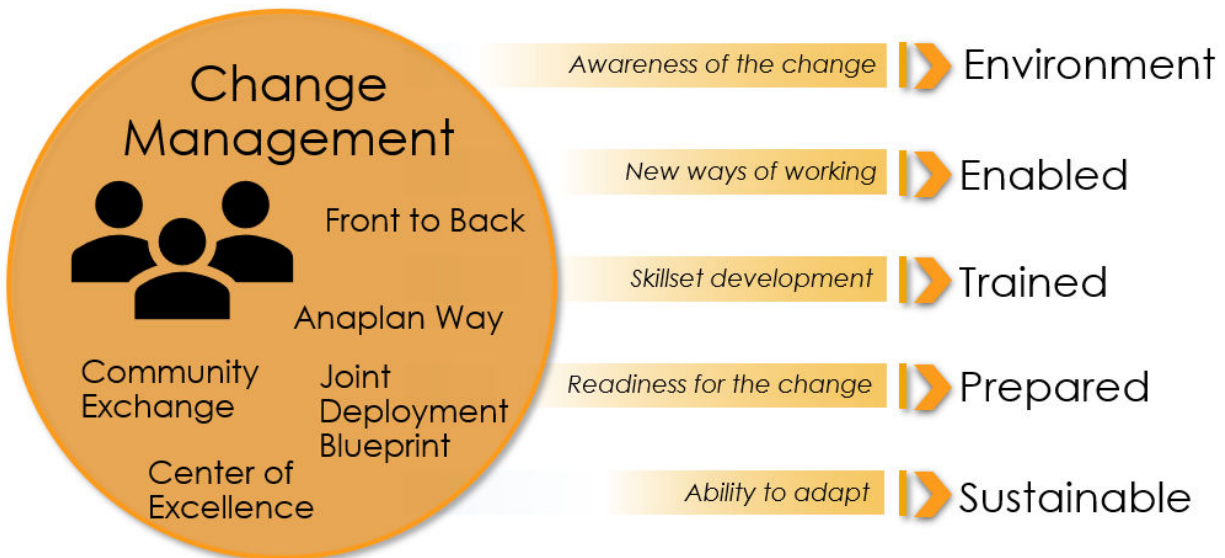 Change
Management
Front to Back
Anaplan Way
Community
Exchange
Joint
Deployment
Blueprint
Center of
Excellence
Awareness of the change
Environment
New ways of working
Enabled
Skillset development
Trained
Readiness for the change
Prepared
Ability to adapt
Sustainable